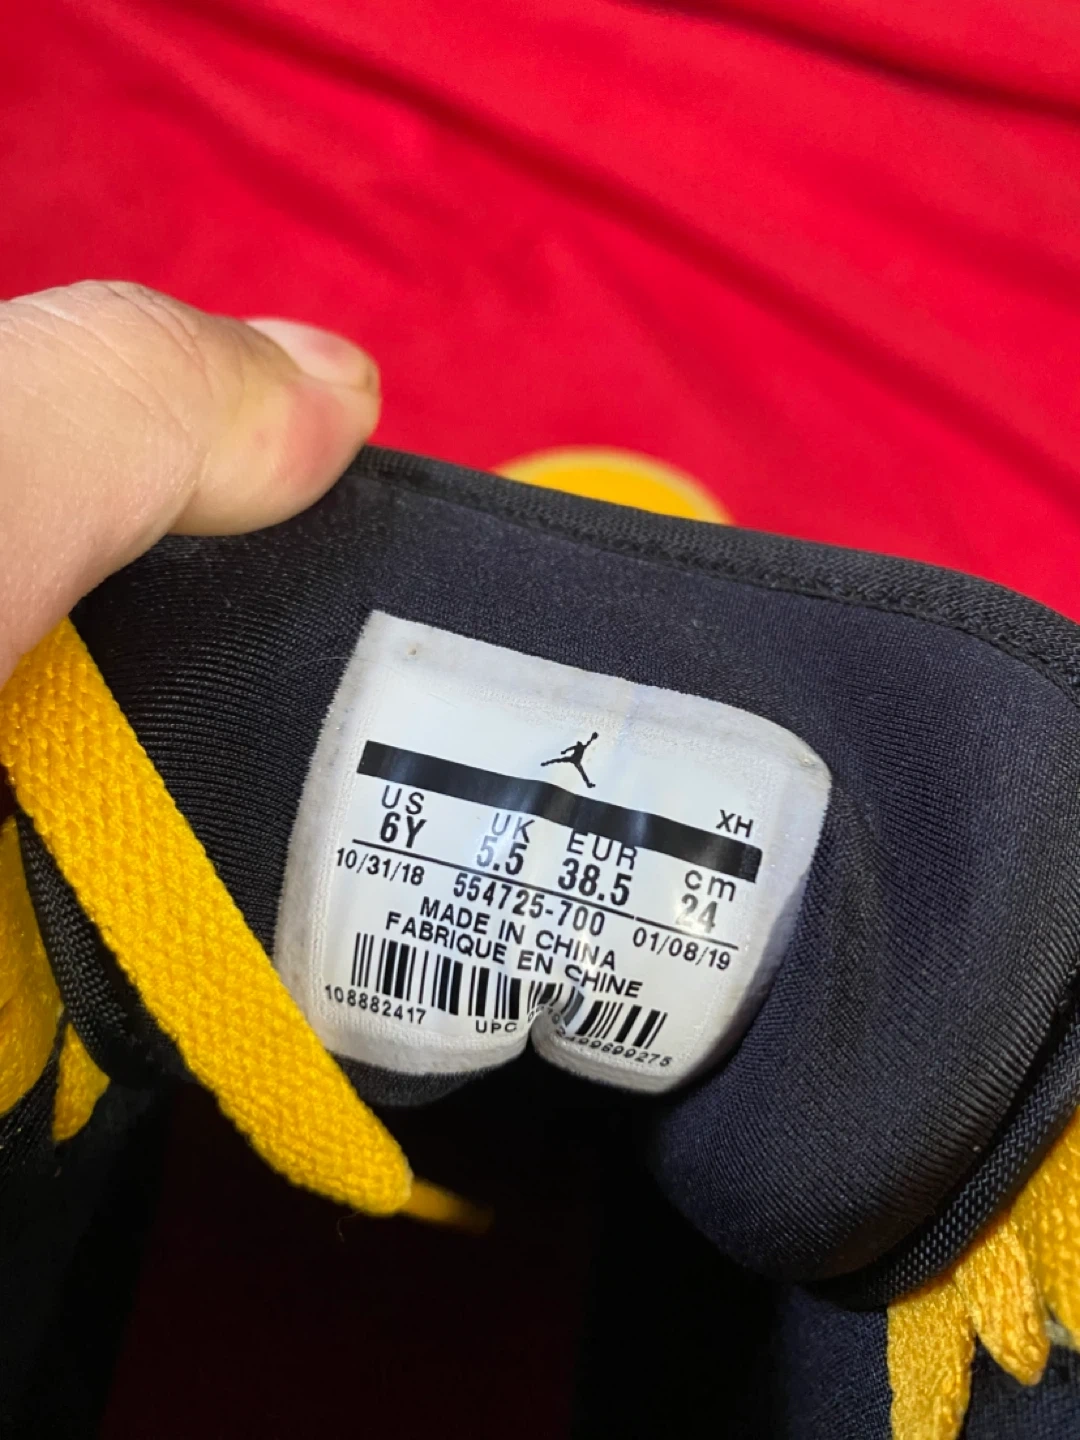 XH
US UK EUR cm
6Y 5.5 38.5 24
10/31/18 554725-700 01/08/19
MADE IN CHINA
FABRIQUE EN CHINE
108882417 UPC